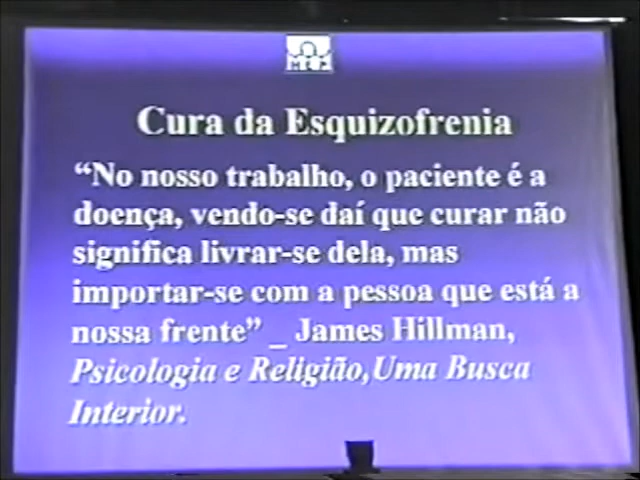 Cura da Esquizofrenia
“No nosso trabalho, o paciente é a
doença, vendo-se daí que curar não
significa livrar-se dela, mas
importar-se com a pessoa que está a
nossa frente” _ James Hillman,
Psicologia e Religião,Uma Busca
Interior.